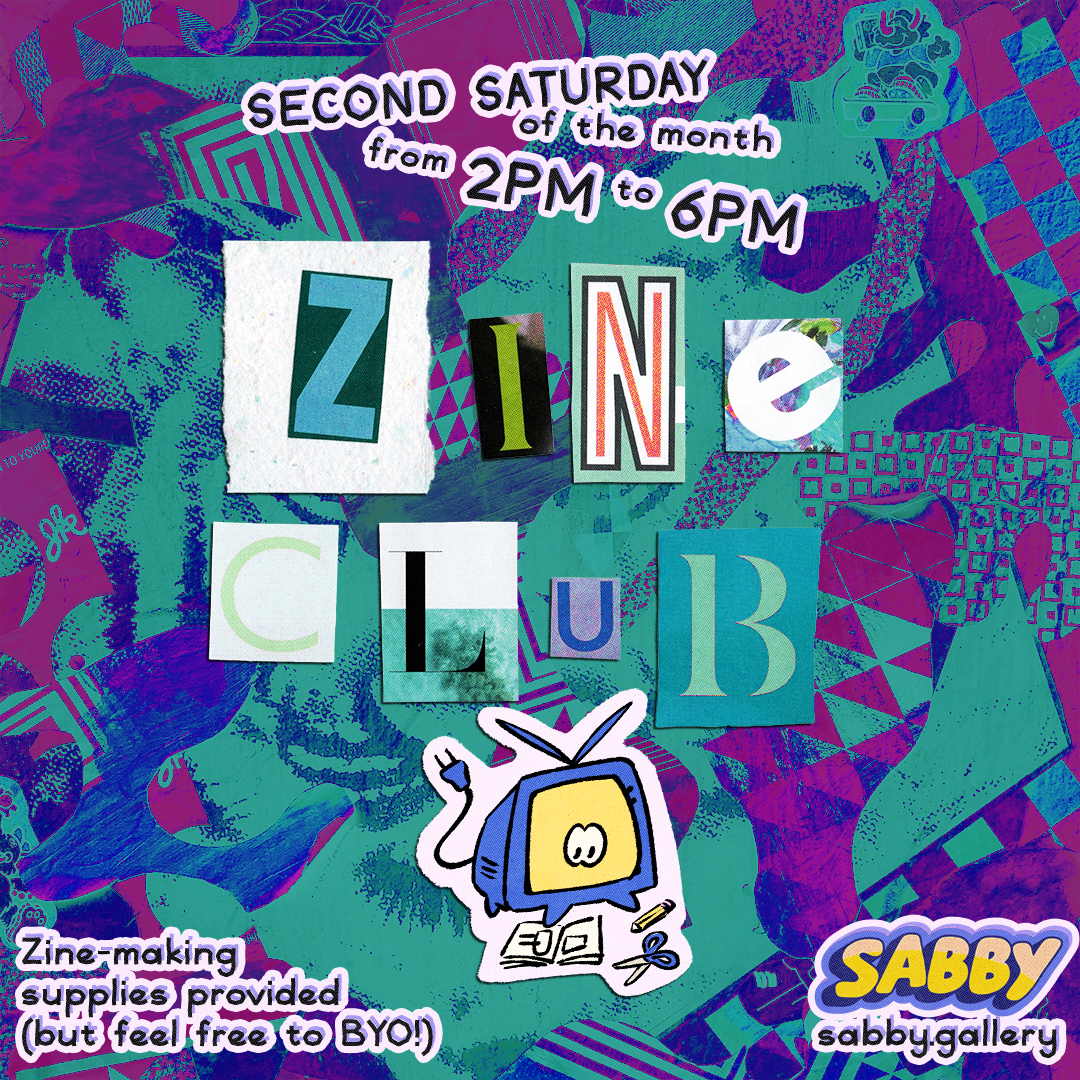 SECOND SATURDAY
of the month
from 2PM to 6PM
ZINe
CLUB
Zine-making
supplies provided
(but feel free to BYO!)
SABBY
sabby.gallery